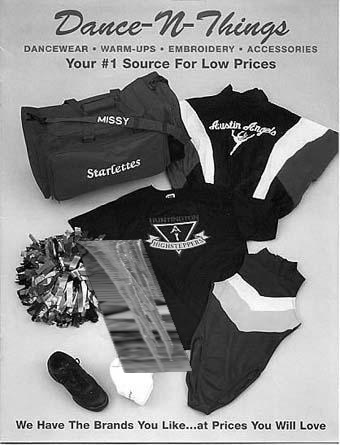 Dance-N-Things
DANCEWEAR • WARM-UPS • EMBROIDERY • ACCESSORIES
Your #1 Source For Low Prices
MISSY
Starlettes
Austin Angels
HUNTINGTON
A
HIGHSTEPPERS
We Have The Brands You Like...at Prices You Will Love